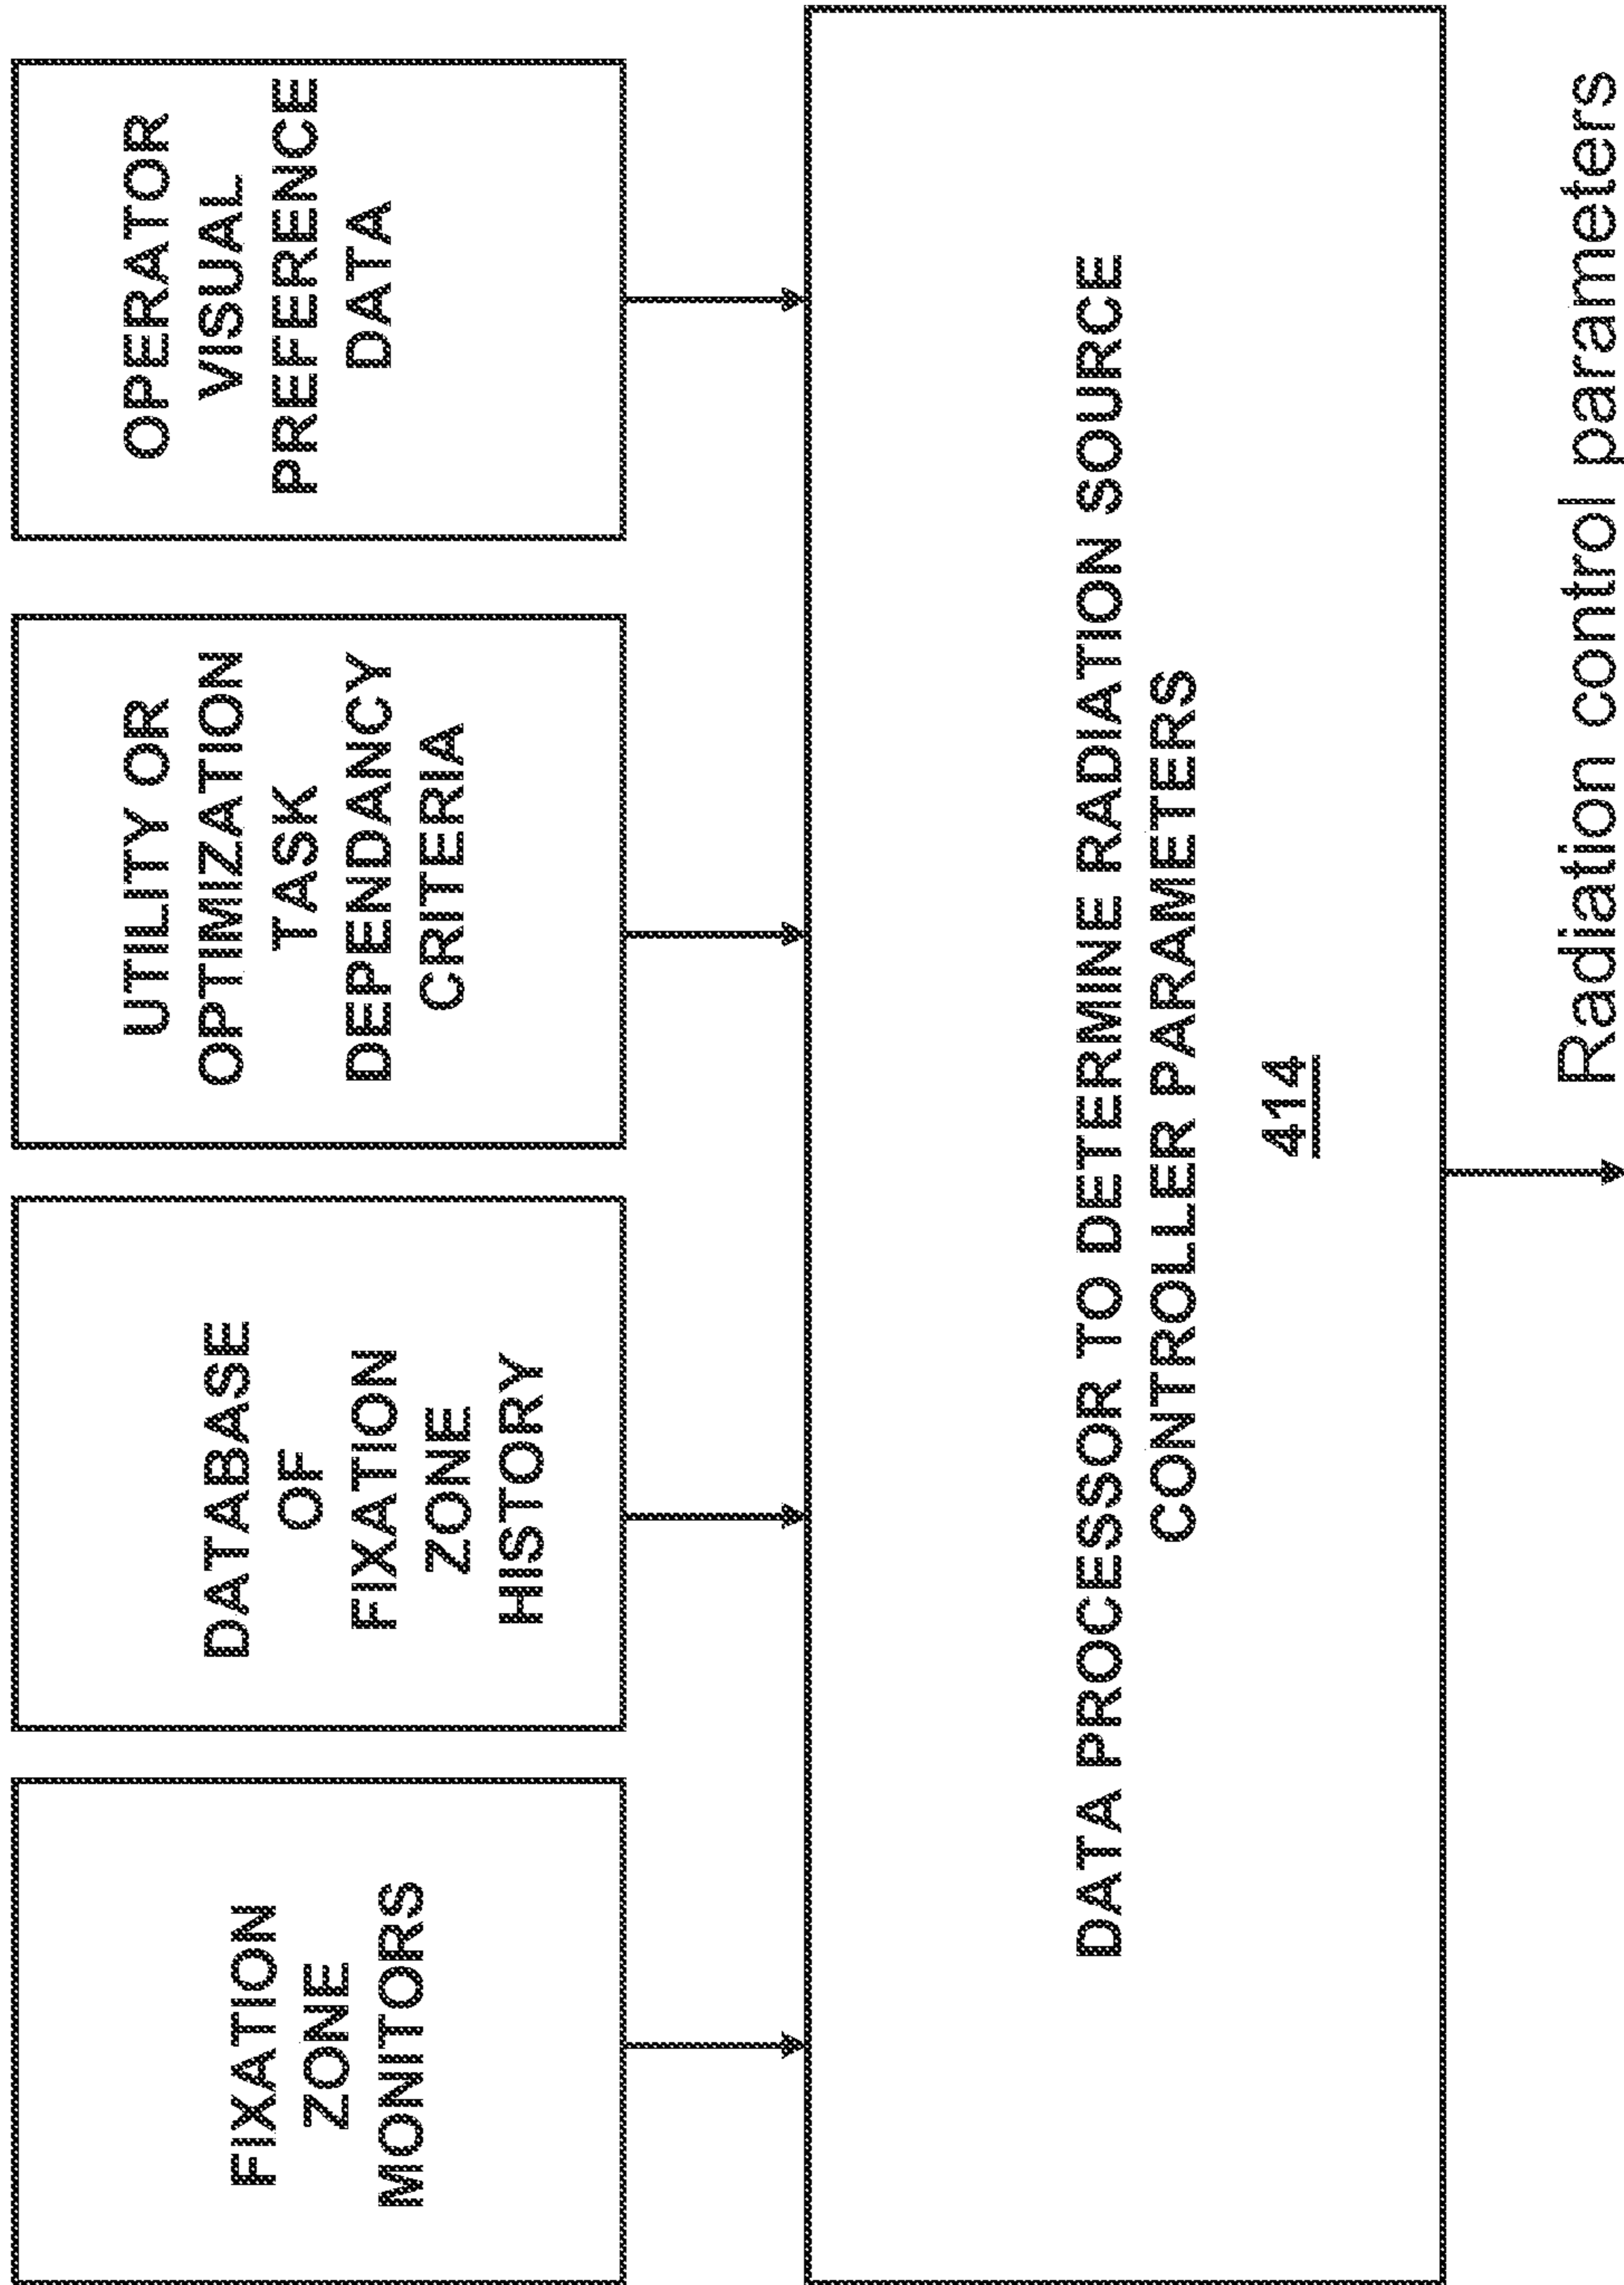 FIXATION
ZONE
MONITORS
DATABASE
OF
FIXATION
ZONE
HISTORY
UTILITY OR
OPTIMIZATION
TASK
DEPENDANCY
CRITERIA
OPERATOR
VISUAL
PREFERENCE
DATA
DATA PROCESSOR TO DETERMINE RADIATION SOURCE
CONTROLLER PARAMETERS
414
Radiation control parameters